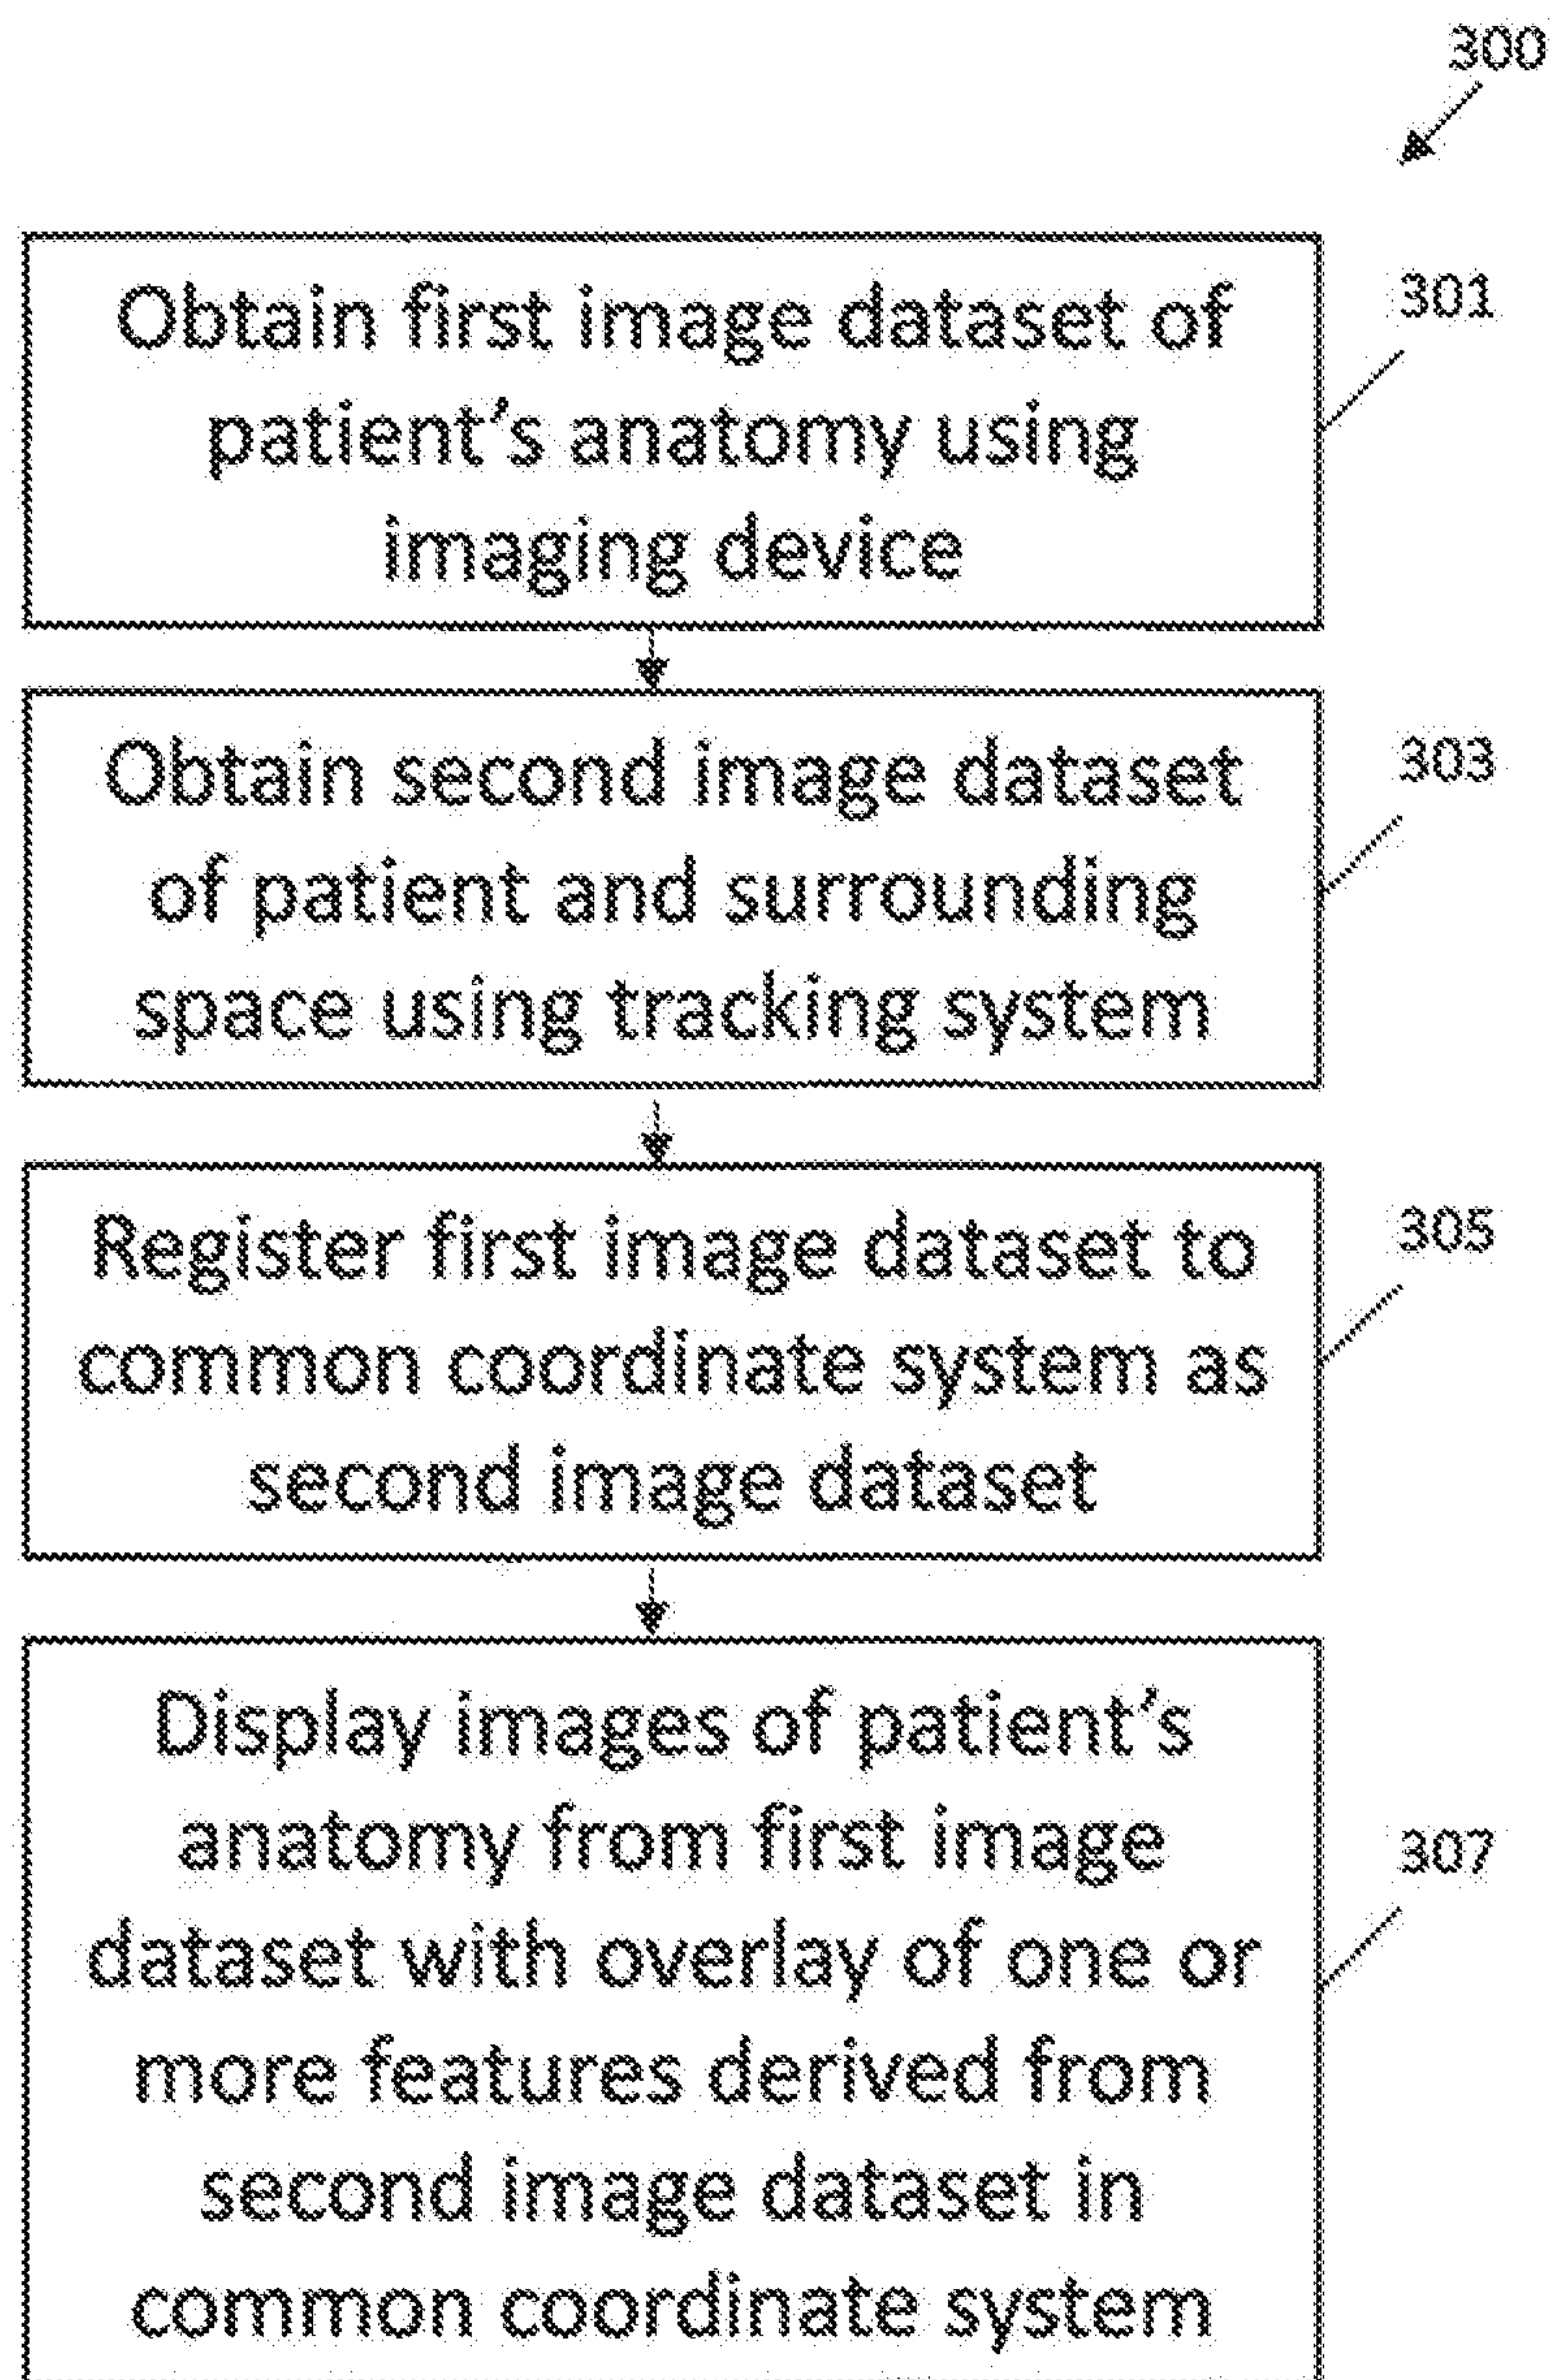 300
Obtain first image dataset of
patient's anatomy using
imaging device
301
Obtain second image dataset
of patient and surrounding
space using tracking system
303
Register first image dataset to
common coordinate system as
second image dataset
305
Display images of patient's
anatomy from first image
dataset with overlay of one or
more features derived from
second image dataset in
common coordinate system
307